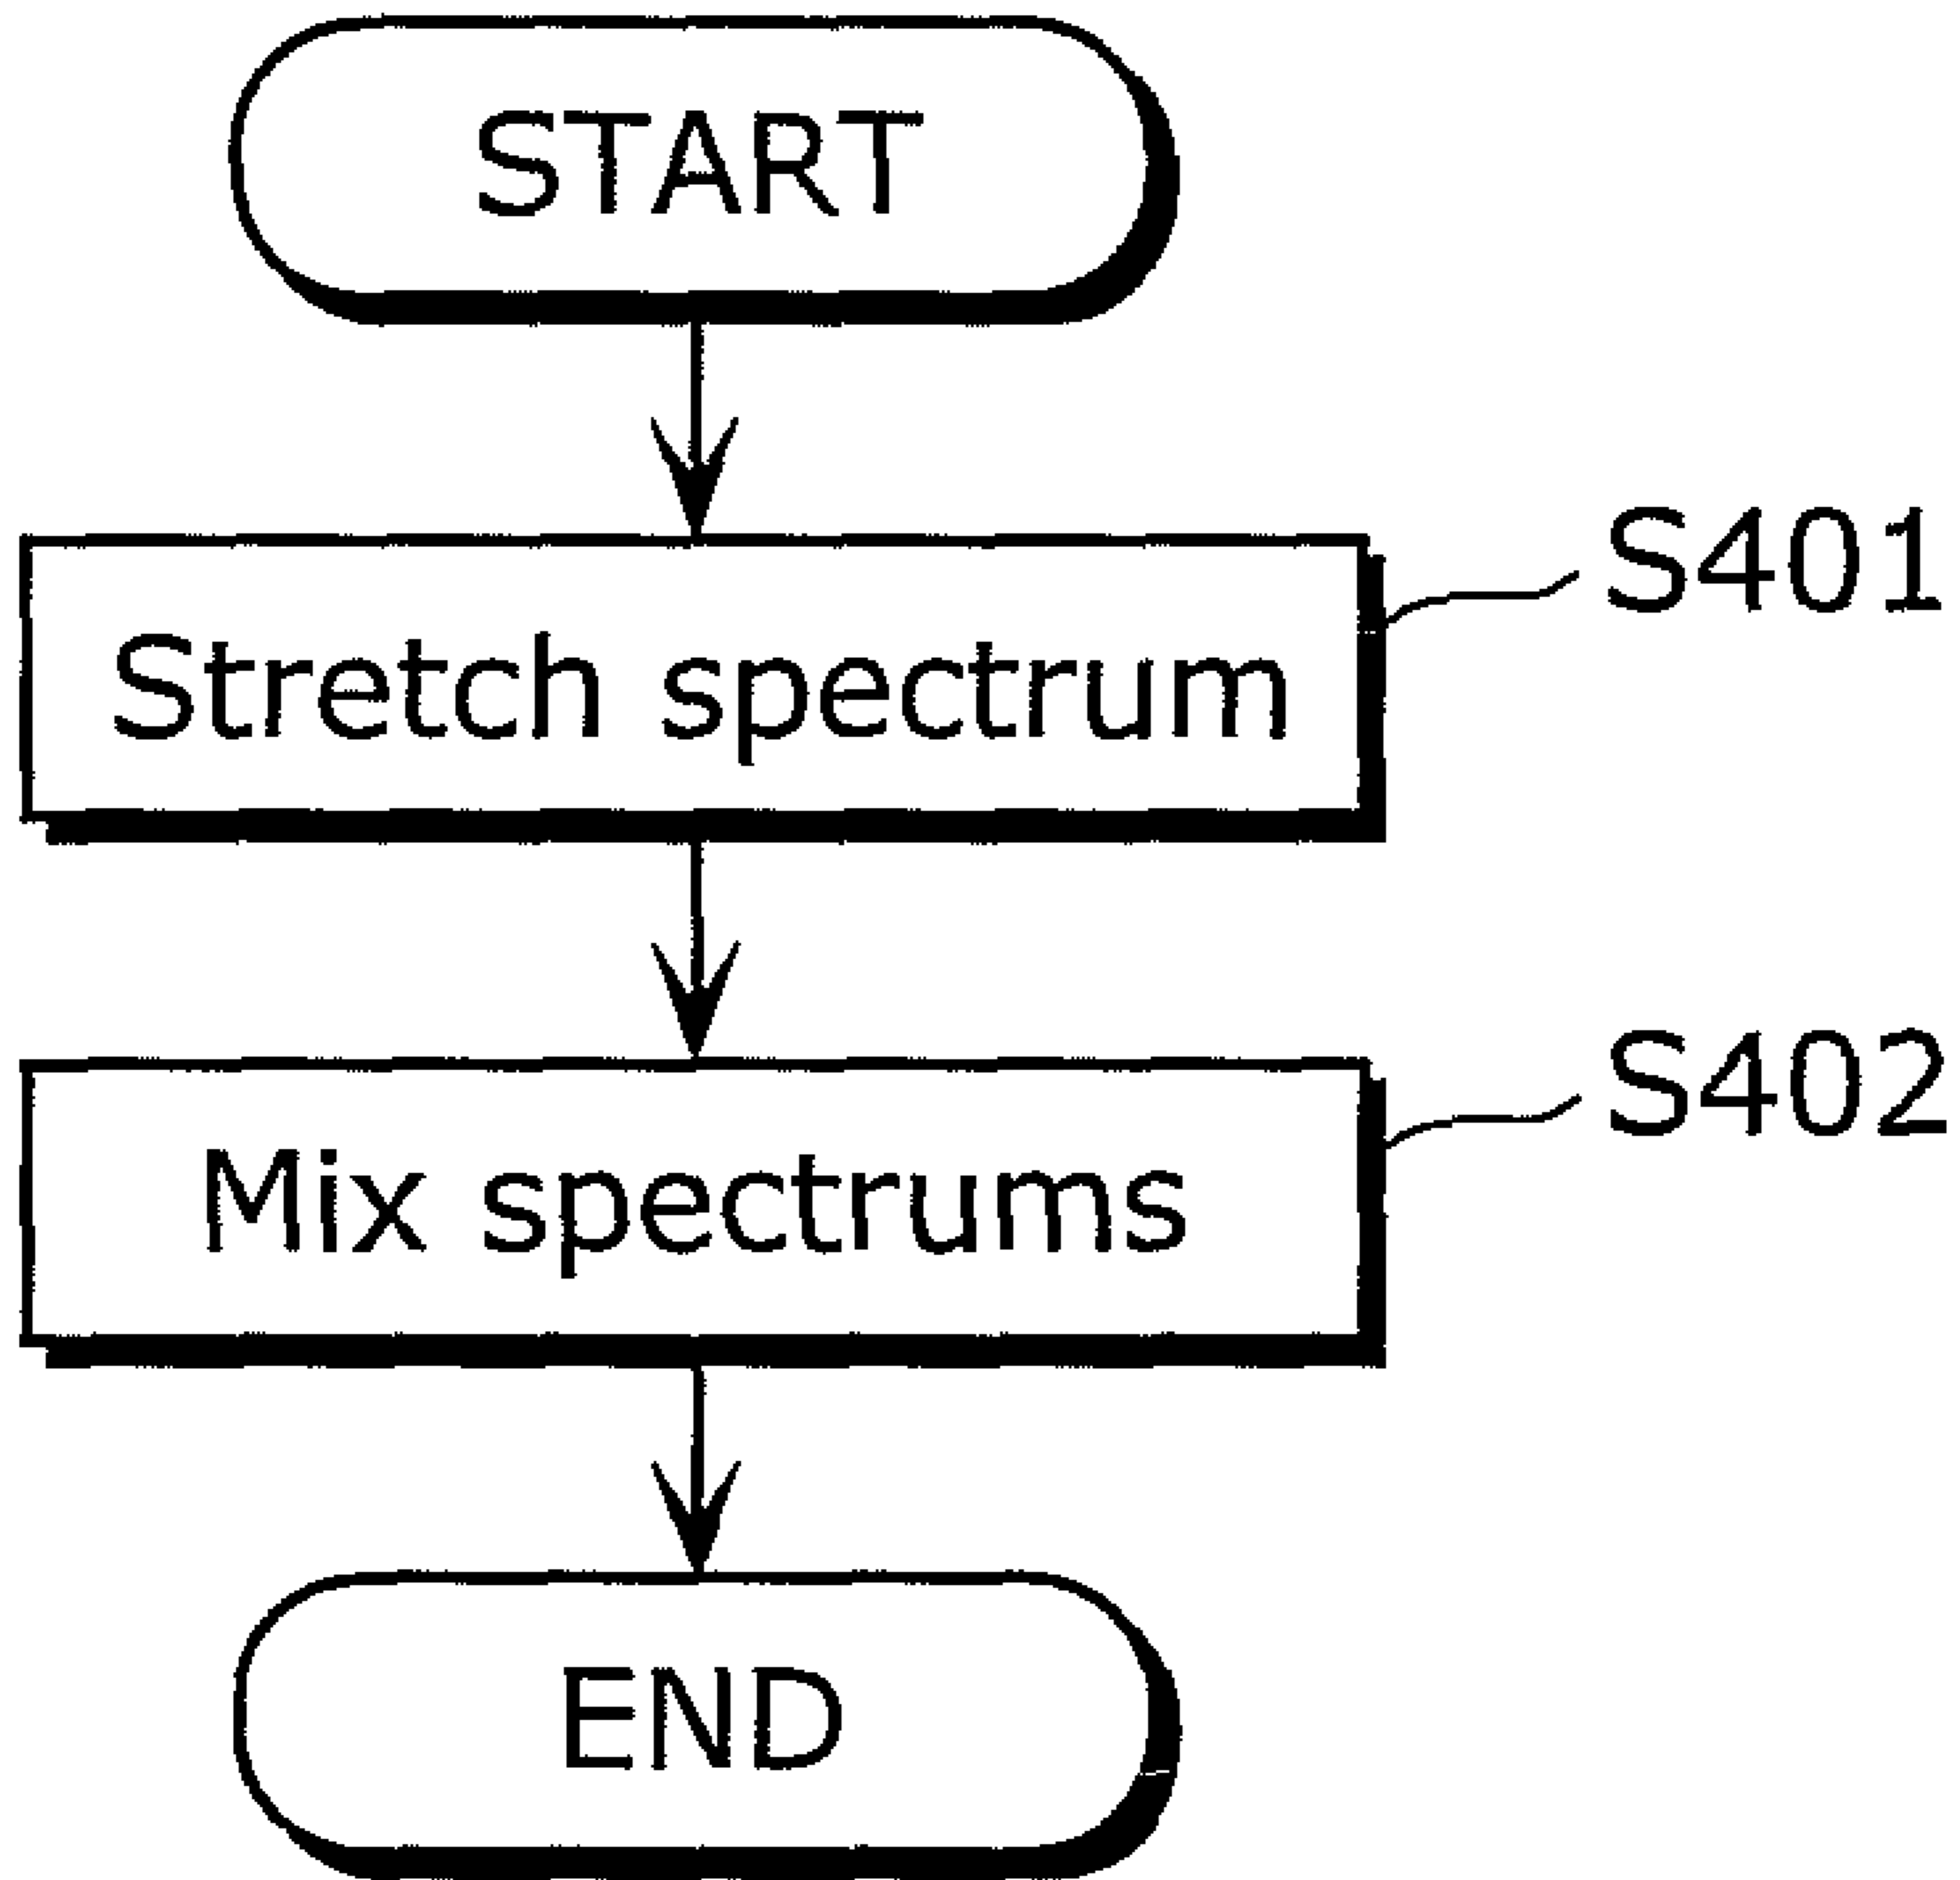 START
S401
Stretch spectrum
S402
Mix spectrums
END